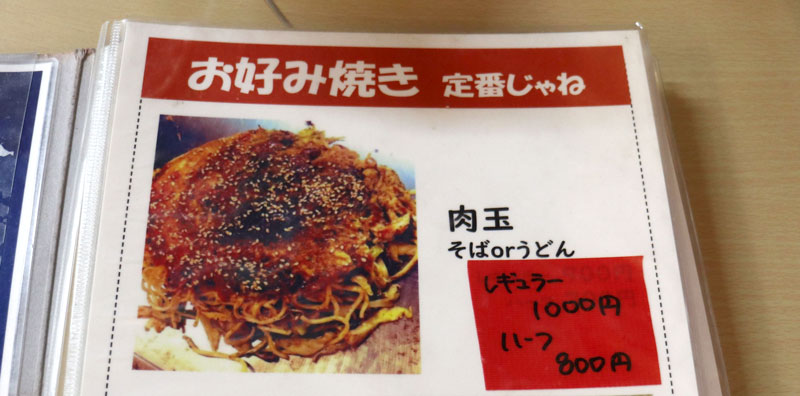 お好み焼き 定番じゃね
肉玉
そばorうどん
レギュラー
1000円
ハーフ
800円